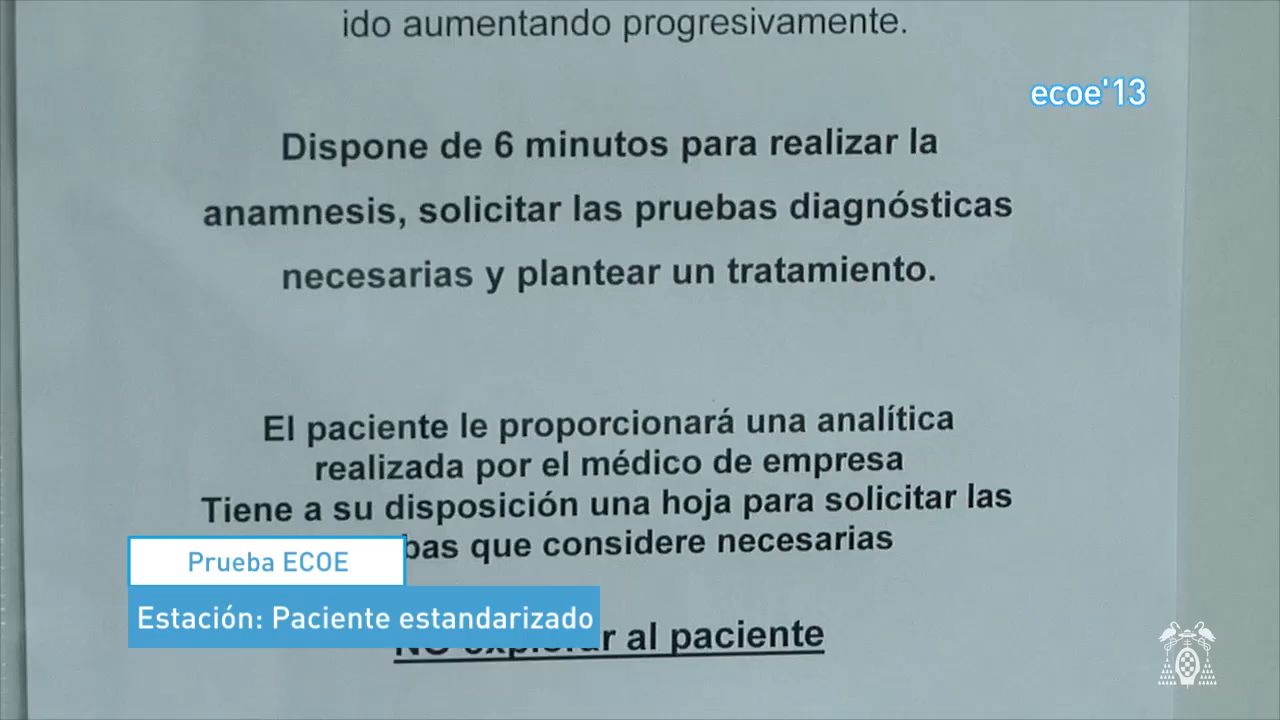 ido aumentando progresivamente.
ecoe'13
Dispone de 6 minutos para realizar la
anamnesis, solicitar las pruebas diagnósticas
necesarias y plantear un tratamiento.
El paciente le proporcionará una analítica
realizada por el médico de empresa
Tiene a su disposición una hoja para solicitar las
bas que considere necesarias
Prueba ECOE
Estación: Paciente estandarizado
NO explorar al paciente